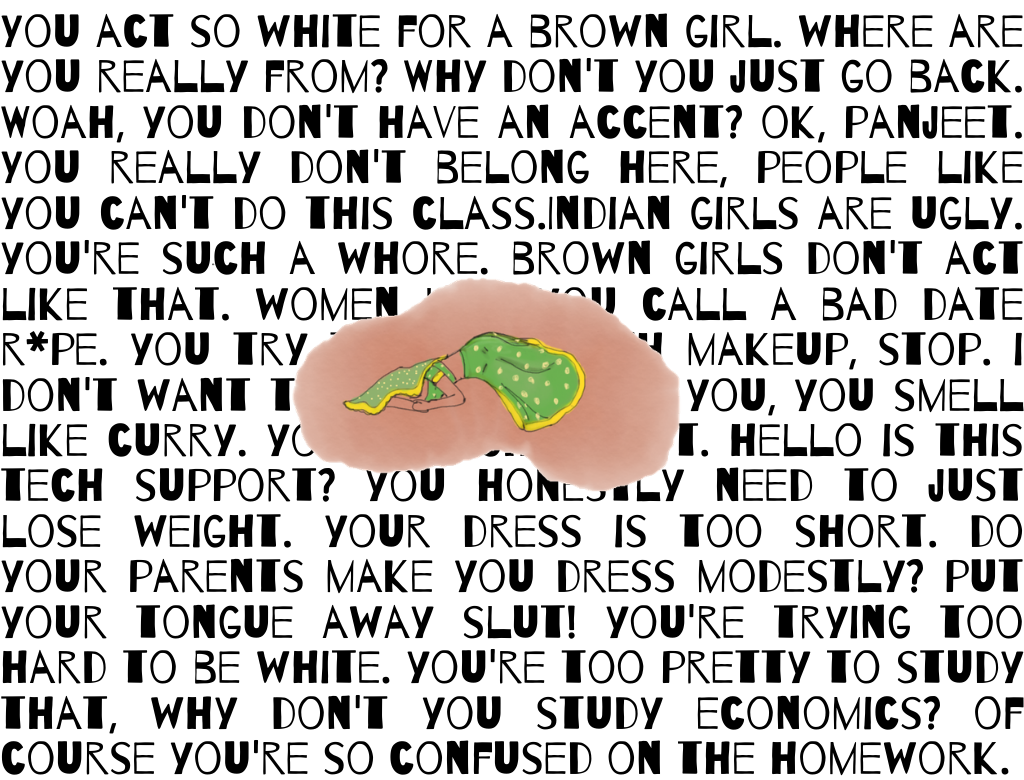 YOU ACT SO WHITE FOR A BROWN GIRL. WHERE ARE
YOU REALLY FROM? WHY DON'T YOU JUST GO BACK.
WOAH, YOU DON'T HAVE AN ACCENT? OK, PANJEET.
YOU REALLY DON'T BELONG HERE, PEOPLE LIKE
YOU CAN'T DO THIS CLASS.INDIAN GIRLS ARE UGLY.
YOU'RE SUCH A WHORE. BROWN GIRLS DON'T ACT
LIKE THAT. WOMEN YOU CALL A BAD DATE
R*PE. YOU TRY MAKEUP, STOP. I
DON'T WANT YOU, YOU SMELL
LIKE CURRY. HELLO IS THIS
TECH SUPPORT? YOU HONESTLY NEED TO JUST
LOSE WEIGHT. YOUR DRESS IS TOO SHORT. DO
YOUR PARENTS MAKE YOU DRESS MODESTLY? PUT
YOUR TONGUE AWAY SLUT! YOU'RE TRYING TOO
HARD TO BE WHITE. YOU'RE TOO PRETTY TO STUDY
THAT, WHY DON'T YOU STUDY ECONOMICS? OF
COURSE YOU'RE SO CONFUSED ON THE HOMEWORK.